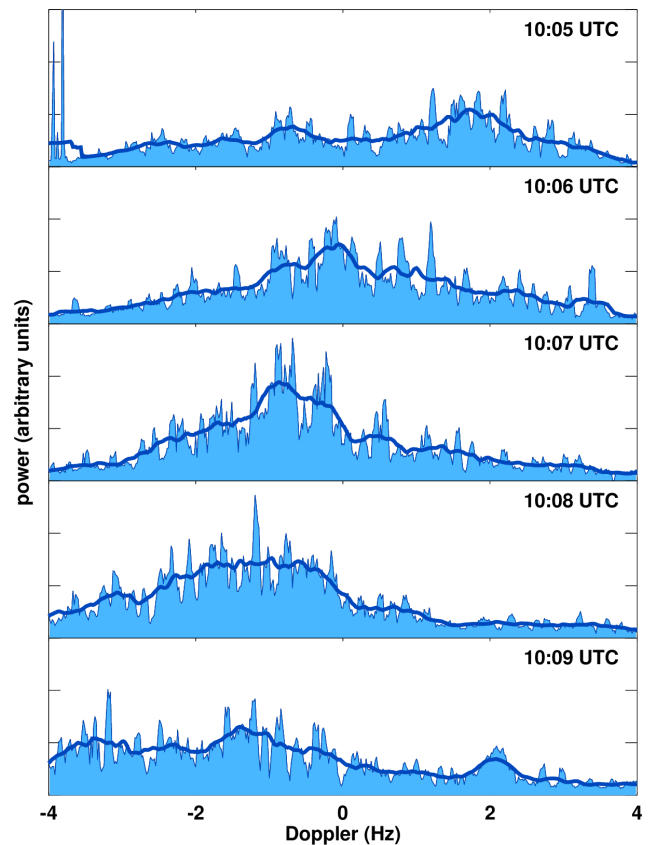 10:05 UTC
10:06 UTC
10:07 UTC
10:08 UTC
10:09 UTC
power (arbitrary units)
-4 -2 0 2 4
Doppler (Hz)